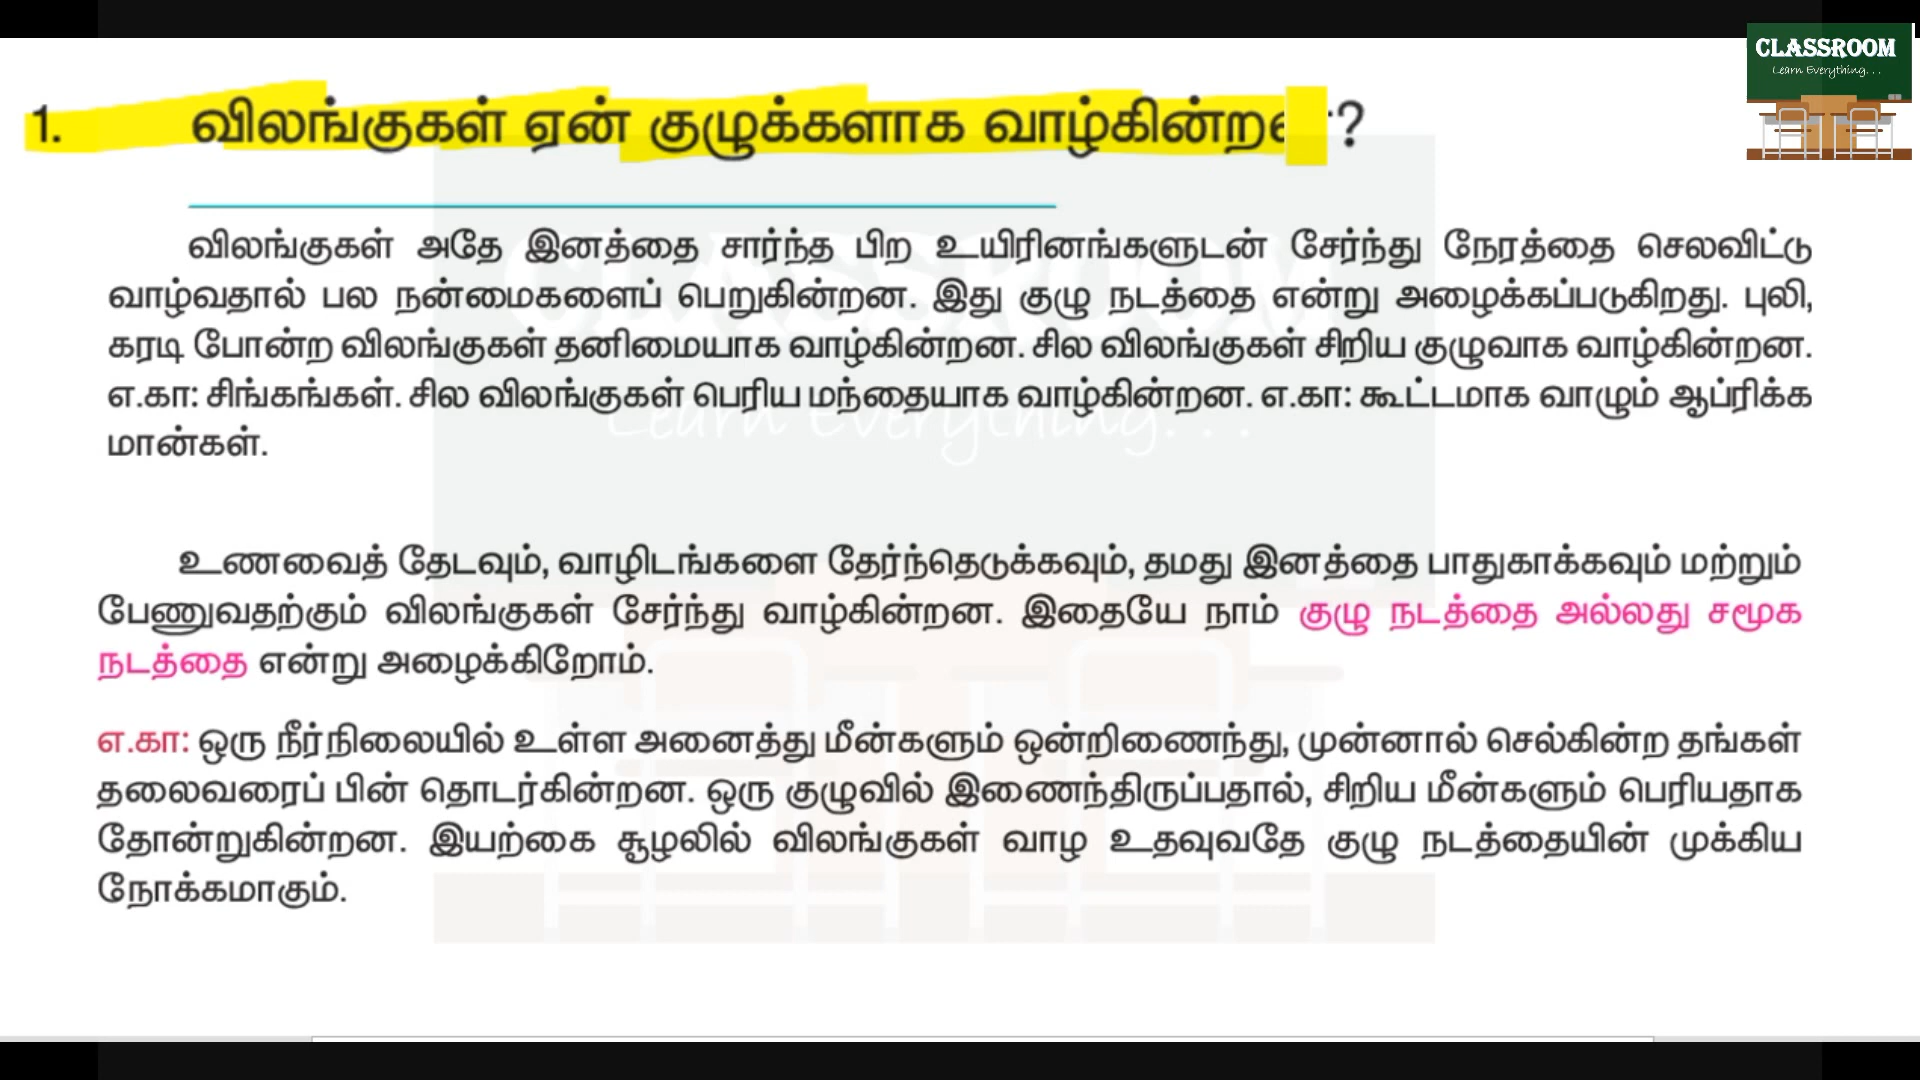 CLASSROOM
Learn Everything...
1. விலங்குகள் ஏன் குழுக்களாக ?
விலங்குகள் அதே இனத்தை சார்ந்த பிற உயிரினங்களுடன் சேர்ந்து நேரத்தை செலவிட்டு
வாழ்வதால் பல நன்மைகளைப் பெறுகின்றன. இது குழு நடத்தை என்று அழைக்கப்படுகிறது. புலி,
கரடி போன்ற விலங்குகள் தனிமையாக வாழ்கின்றன. சில விலங்குகள் சிறிய குழுவாக வாழ்கின்றன.
எ.கா: சிங்கங்கள். சில விலங்குகள் பெரிய மந்தையாக வாழ்கின்றன. எ.கா: கூட்டமாக வாழும் ஆப்ரிக்க
மான்கள்.
உணவைத் தேடவும், வாழிடங்களை தேர்ந்தெடுக்கவும், தமது இனத்தை பாதுகாக்கவும் மற்றும்
பேணுவதற்கும் விலங்குகள் சேர்ந்து வாழ்கின்றன. இதையே நாம் குழு நடத்தை அல்லது சமூக
நடத்தை என்று அழைக்கிறோம்.
எ.கா: ஒரு நீர்நிலையில் உள்ள அனைத்து மீன்களும் ஒன்றிணைந்து, முன்னால் செல்கின்ற தங்கள்
தலைவரைப் பின் தொடர்கின்றன. ஒரு குழுவில் இணைந்திருப்பதால், சிறிய மீன்களும் பெரியதாக
தோன்றுகின்றன. இயற்கை சூழலில் விலங்குகள் வாழ உதவுவதே குழு நடத்தையின் முக்கிய
நோக்கமாகும்.